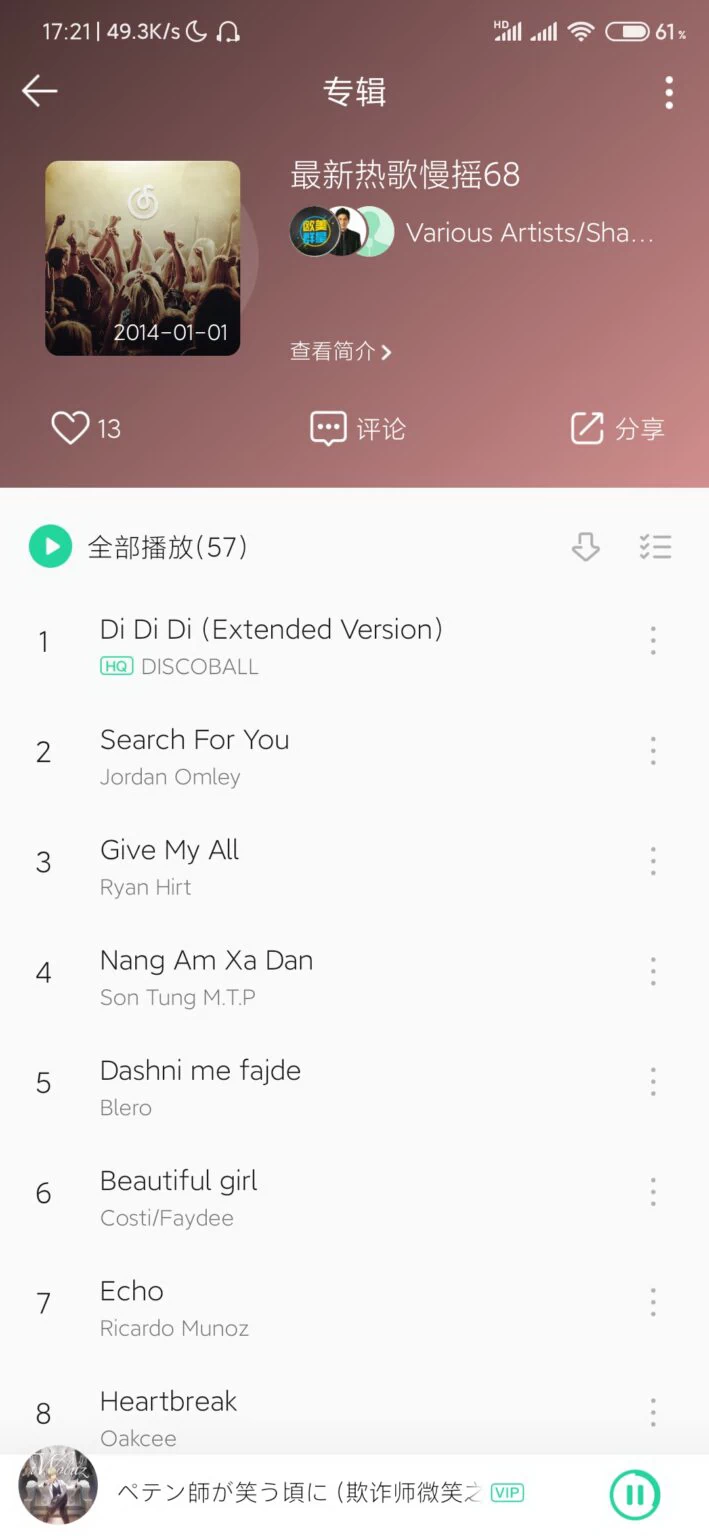 17:21 | 49.3K/s HD 61%
专辑
最新热歌慢摇68
欧美
群星
Various Artists/Sha...
2014-01-01
查看简介
13 评论 分享
全部播放(57)
1 Di Di Di (Extended Version)
HQ DISCOBALL
2 Search For You
Jordan Omley
3 Give My All
Ryan Hirt
4 Nang Am Xa Dan
Son Tung M.T.P
5 Dashni me fajde
Blero
6 Beautiful girl
Costi/Faydee
7 Echo
Ricardo Munoz
8 Heartbreak
Oakcee
ペテン師が笑う頃に (欺诈师微笑之 VIP